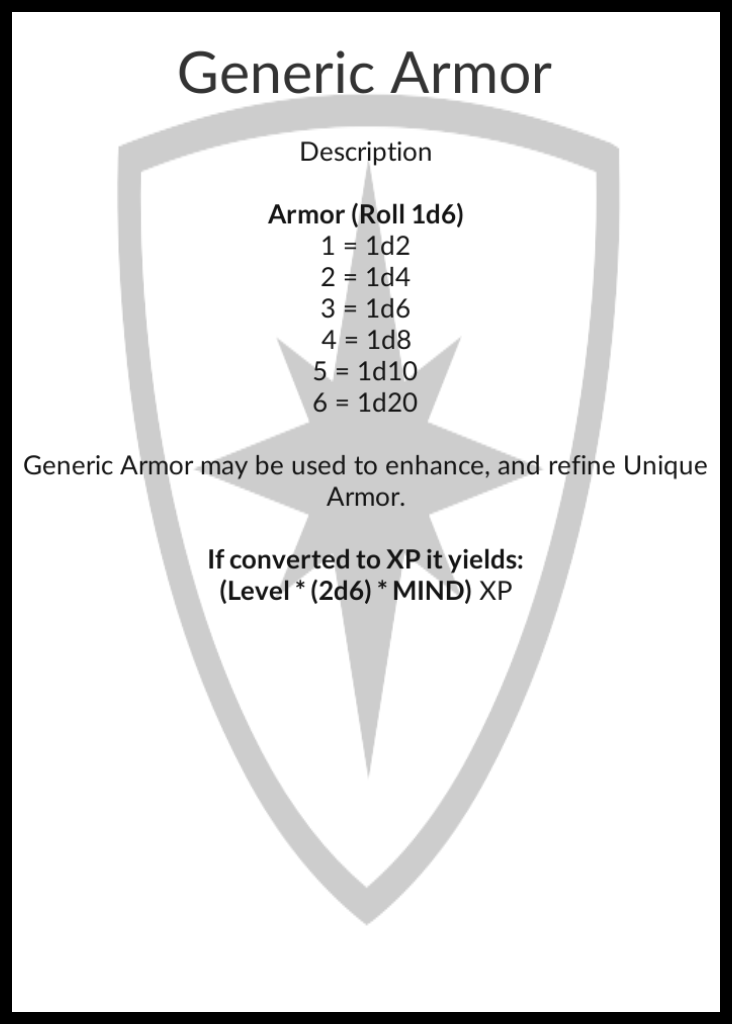 Generic Armor
Description
Armor (Roll 1d6)
1 = 1d2
2 = 1d4
3 = 1d6
4 = 1d8
5 = 1d10
6 = 1d20
Generic Armor may be used to enhance, and refine Unique
Armor.
If converted to XP it yields:
(Level * (2d6) * MIND) XP